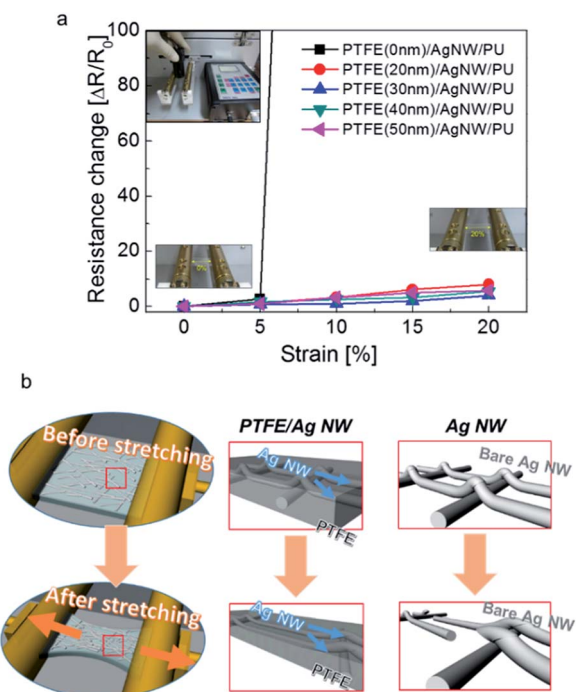 a
Resistance change [ΔR/R0]
100
80
60
40
20
0
PTFE(0nm)/AgNW/PU
PTFE(20nm)/AgNW/PU
PTFE(30nm)/AgNW/PU
PTFE(40nm)/AgNW/PU
PTFE(50nm)/AgNW/PU
0%
20%
0 5 10 15 20
Strain [%]
b
Before stretching
After stretching
PTFE/Ag NW
Ag NW
PTFE
Ag NW
PTFE
Ag NW
Bare Ag NW
Bare Ag NW